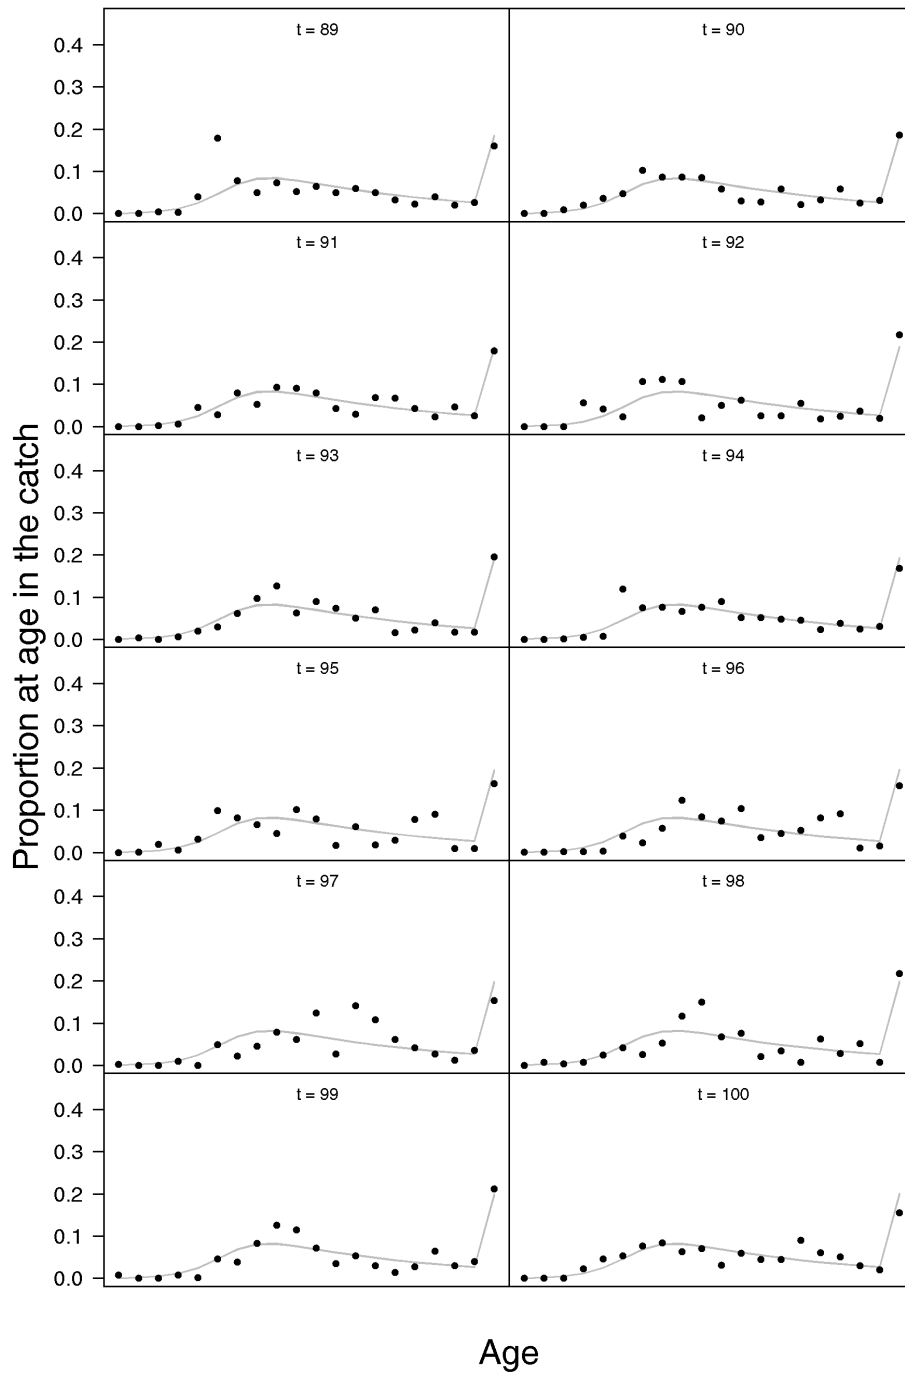 t = 89
t = 90
0.4
0.3
0.2
0.1
0.0
t = 91
t = 92
0.4
0.3
0.2
0.1
0.0
t = 93
t = 94
0.4
0.3
0.2
0.1
0.0
t = 95
t = 96
0.4
0.3
0.2
0.1
0.0
t = 97
t = 98
0.4
0.3
0.2
0.1
0.0
t = 99
t = 100
0.4
0.3
0.2
0.1
0.0
Proportion at age in the catch
Age